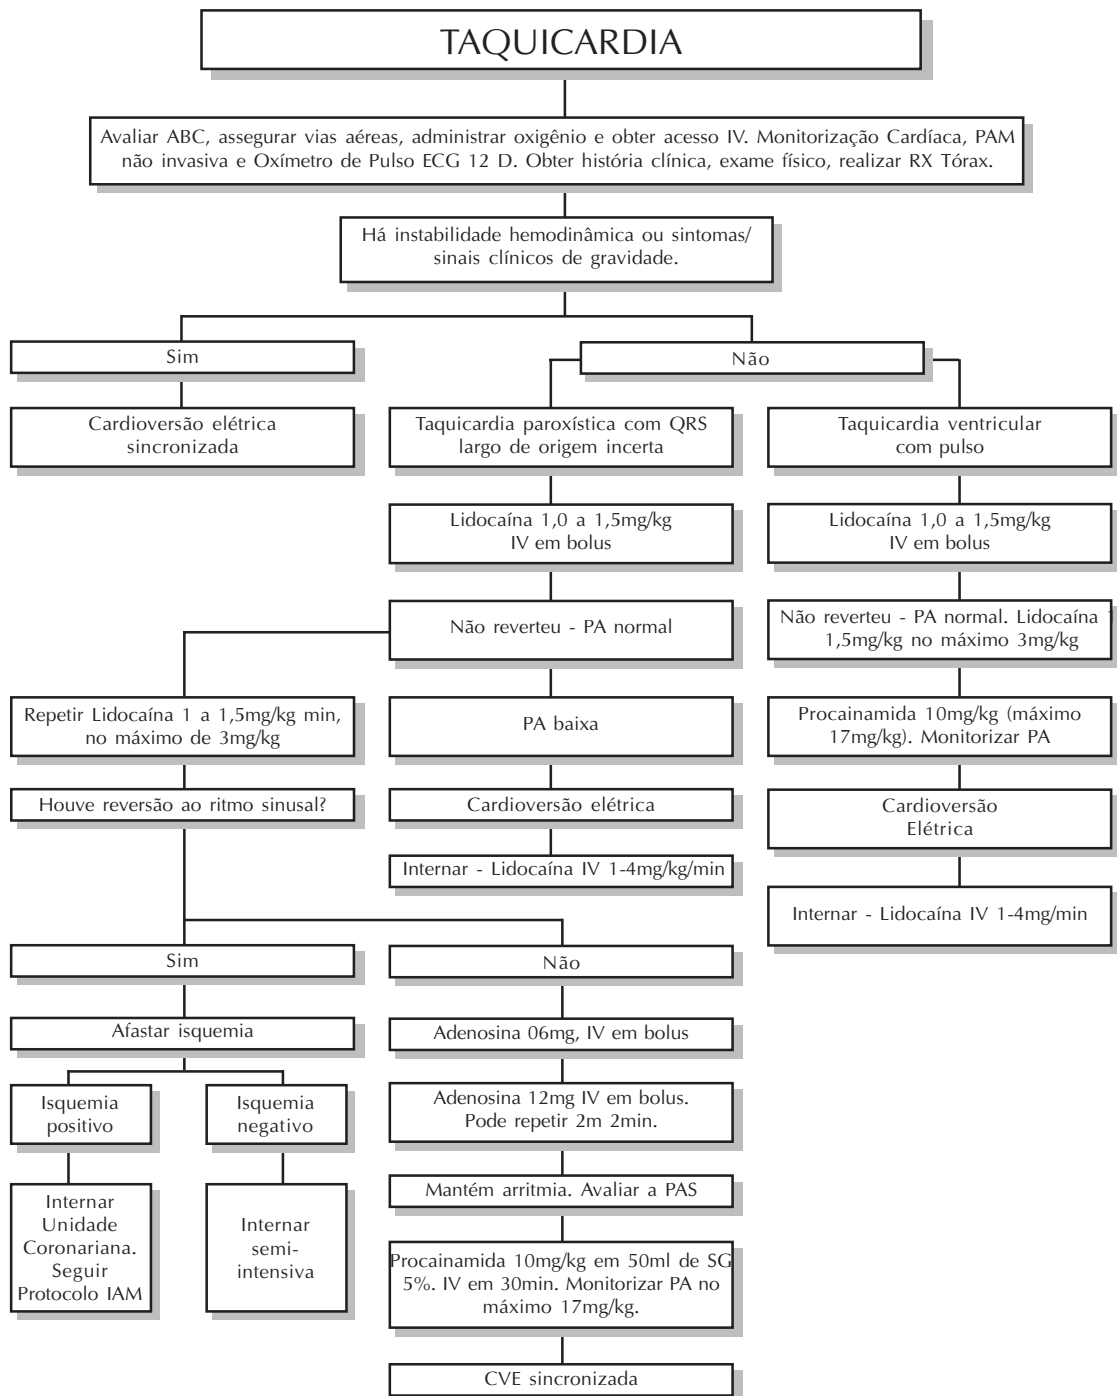 TAQUICARDIA
Avaliar ABC, assegurar vias aéreas, administrar oxigênio e obter acesso IV. Monitorização Cardíaca, PAM
não invasiva e Oxímetro de Pulso ECG 12 D. Obter história clínica, exame físico, realizar RX Tórax.
Há instabilidade hemodinâmica ou sintomas/
sinais clínicos de gravidade.
Sim
Não
Cardioversão elétrica
sincronizada
Taquicardia paroxística com QRS
largo de origem incerta
Taquicardia ventricular
com pulso
Lidocaína 1,0 a 1,5mg/kg
IV em bolus
Lidocaína 1,0 a 1,5mg/kg
IV em bolus
Não reverteu - PA normal
Não reverteu - PA normal. Lidocaína 1
1,5mg/kg no máximo 3mg/kg
Repetir Lidocaína 1 a 1,5mg/kg min,
no máximo de 3mg/kg
PA baixa
Procainamida 10mg/kg (máximo
17mg/kg). Monitorizar PA
Houve reversão ao ritmo sinusal?
Cardioversão elétrica
Cardioversão
Elétrica
Internar - Lidocaína IV 1-4mg/kg/min
Internar - Lidocaína IV 1-4mg/min
Sim
Não
Afastar isquemia
Adenosina 06mg, IV em bolus
Isquemia
positivo
Isquemia
negativo
Adenosina 12mg IV em bolus.
Pode repetir 2m 2min.
Internar
Unidade
Coronariana.
Seguir
Protocolo IAM
Internar
semi-
intensiva
Mantém arritmia. Avaliar a PAS
Procainamida 10mg/kg em 50ml de SG
5%. IV em 30min. Monitorizar PA no
máximo 17mg/kg.
CVE sincronizada